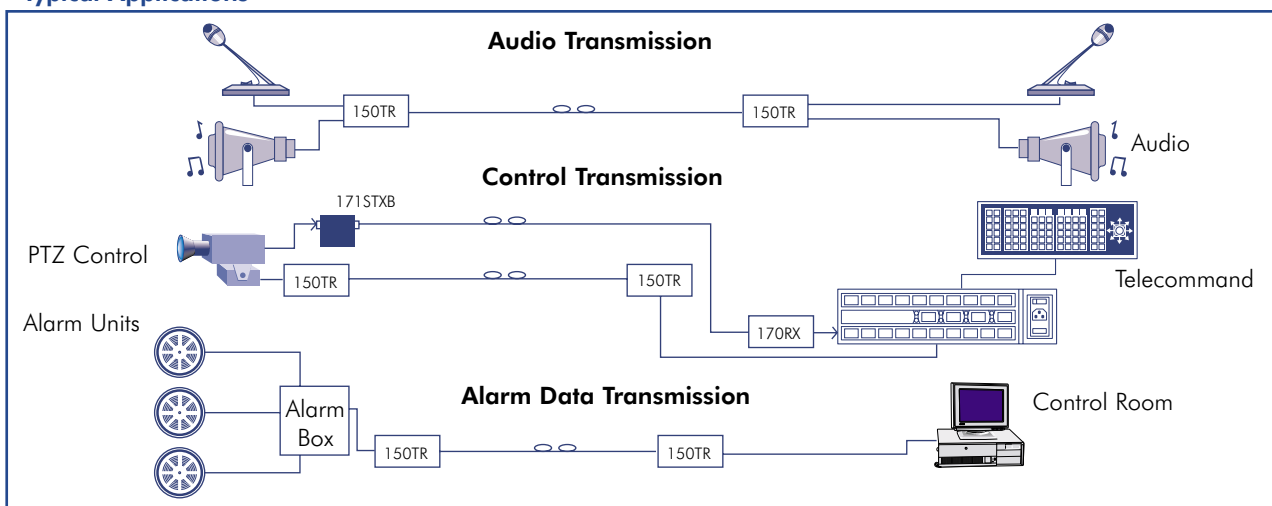 Typical Applications
Audio Transmission
150TR
150TR
Audio
Control Transmission
171STXB
PTZ Control
150TR
150TR
Telecommand
Alarm Units
170RX
Alarm Data Transmission
Control Room
Alarm
Box
150TR
150TR